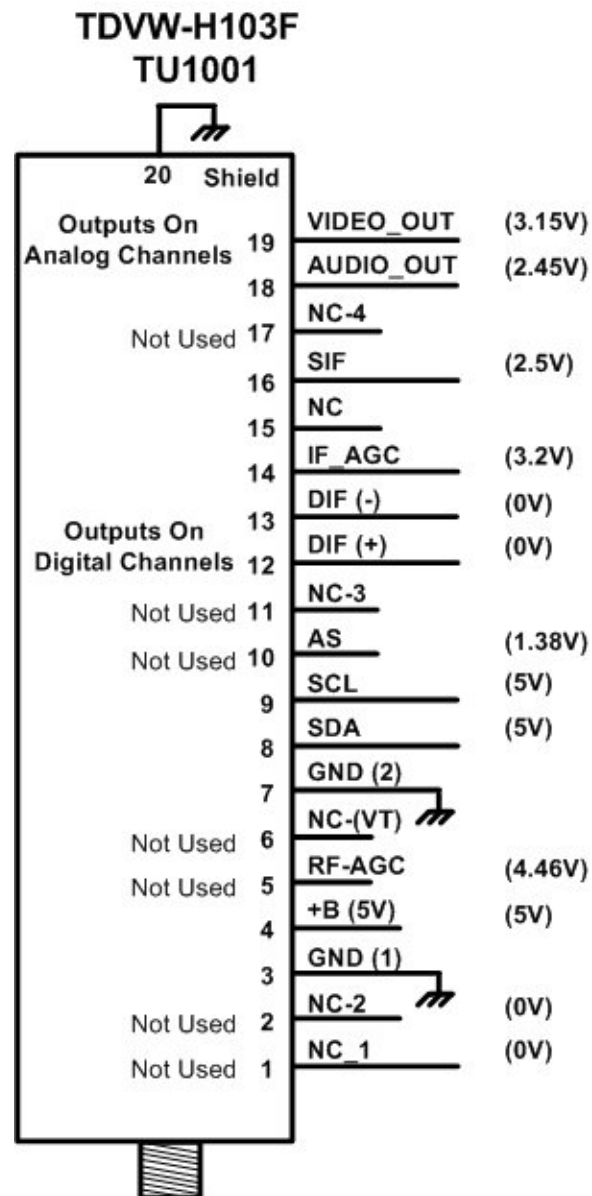 TDVW-H103F
TU1001
20 Shield
Outputs On
Analog Channels
19 VIDEO_OUT (3.15V)
18 AUDIO_OUT (2.45V)
Not Used 17 NC-4
16 SIF (2.5V)
15 NC
14 IF_AGC (3.2V)
13 DIF (-) (0V)
Outputs On
Digital Channels
12 DIF (+) (0V)
Not Used 11 NC-3
Not Used 10 AS (1.38V)
9 SCL (5V)
8 SDA (5V)
7 GND (2)
Not Used 6 NC-(VT)
Not Used 5 RF-AGC (4.46V)
4 +B (5V) (5V)
3 GND (1)
Not Used 2 NC-2 (0V)
Not Used 1 NC_1 (0V)